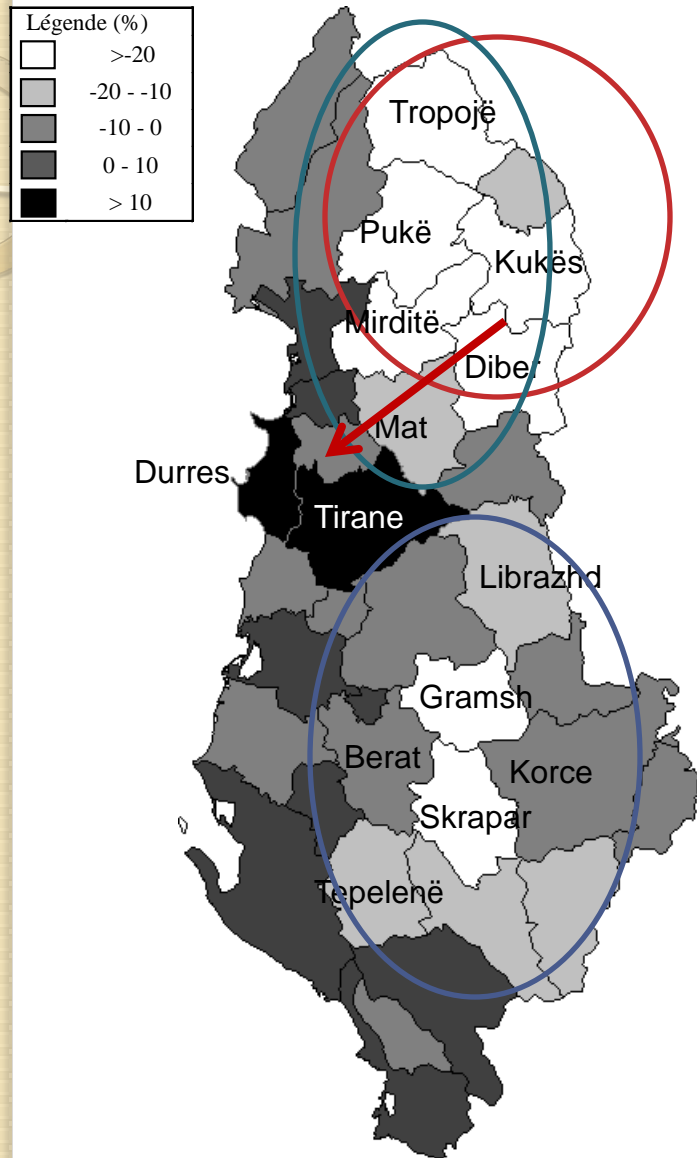 Légende (%)
>-20
-20 - -10
-10 - 0
0 - 10
> 10
Tropojë
Pukë
Kukës
Mirditë
Diber
Mat
Durres
Tirane
Librazhd
Gramsh
Berat
Korce
Skrapar
Tepelenë